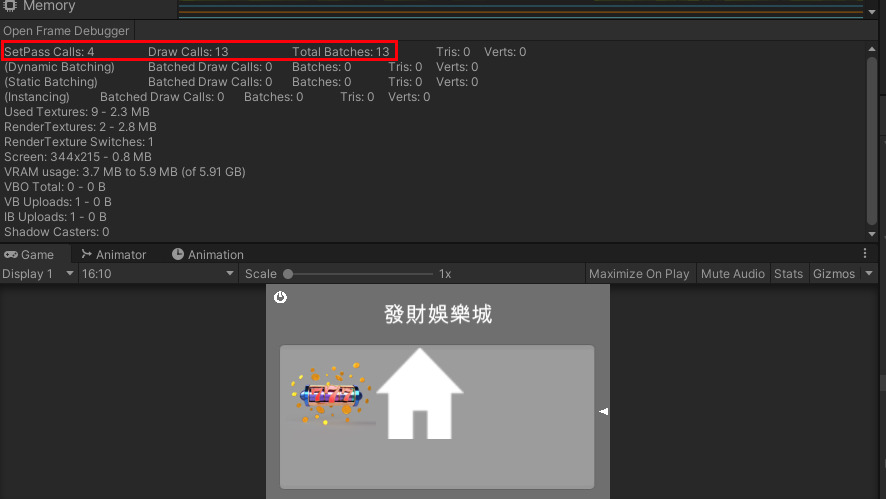 Memory
Open Frame Debugger
SetPass Calls: 4 Draw Calls: 13 Total Batches: 13 Tris: 0 Verts: 0
(Dynamic Batching) Batched Draw Calls: 0 Batches: 0 Tris: 0 Verts: 0
(Static Batching) Batched Draw Calls: 0 Batches: 0 Tris: 0 Verts: 0
(Instancing) Batched Draw Calls: 0 Batches: 0 Tris: 0 Verts: 0
Used Textures: 9 - 2.3 MB
RenderTextures: 2 - 2.8 MB
RenderTexture Switches: 1
Screen: 344x215 - 0.8 MB
VRAM usage: 3.7 MB to 5.9 MB (of 5.91 GB)
VBO Total: 0 - 0 B
VB Uploads: 1 - 0 B
IB Uploads: 1 - 0 B
Shadow Casters: 0
Game Animator Animation
Display 1 16:10 Scale 1x Maximize On Play Mute Audio Stats Gizmos
發財娛樂城
777